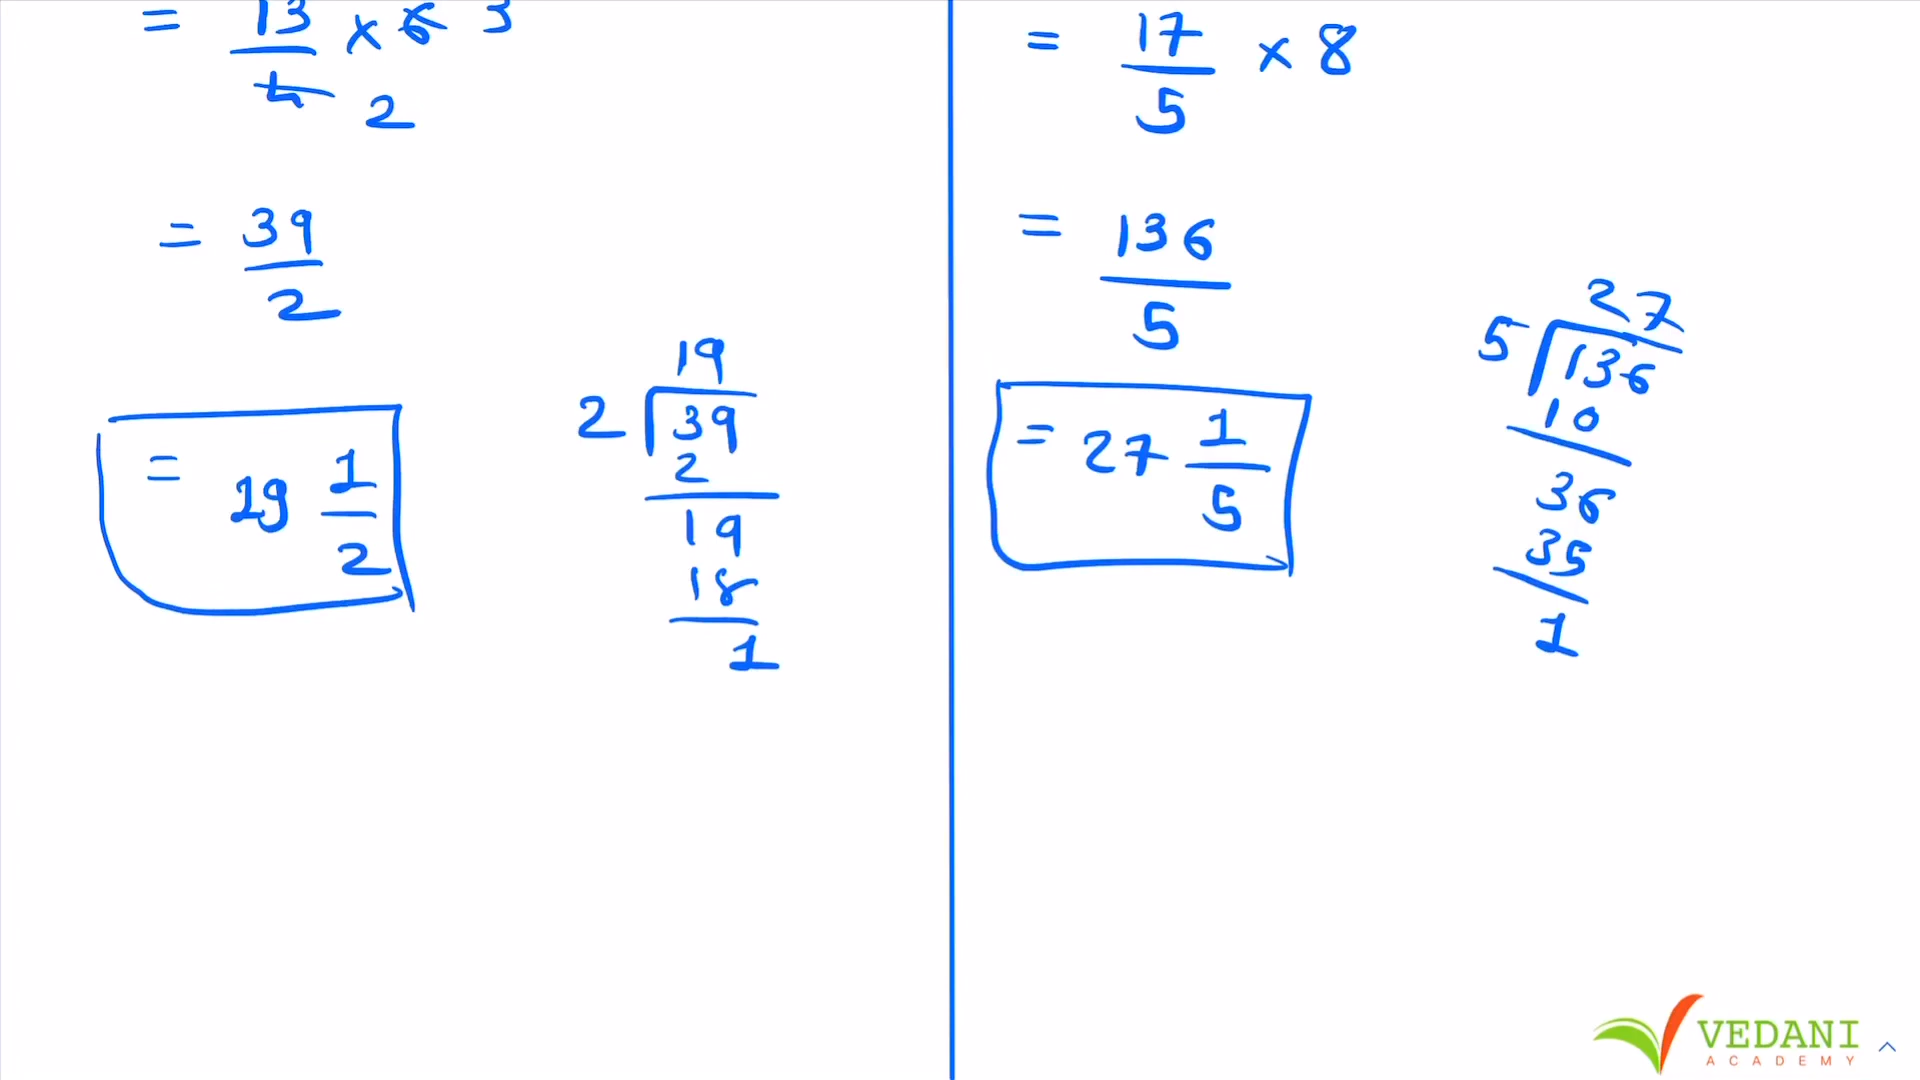 = 13/4 × 6 3
2
= 39/2
= 19 1/2
19
2 39
2
19
18
1
= 17/5 × 8
= 136/5
= 27 1/5
27
5 136
10
36
35
1
VEDANI
ACADEMY